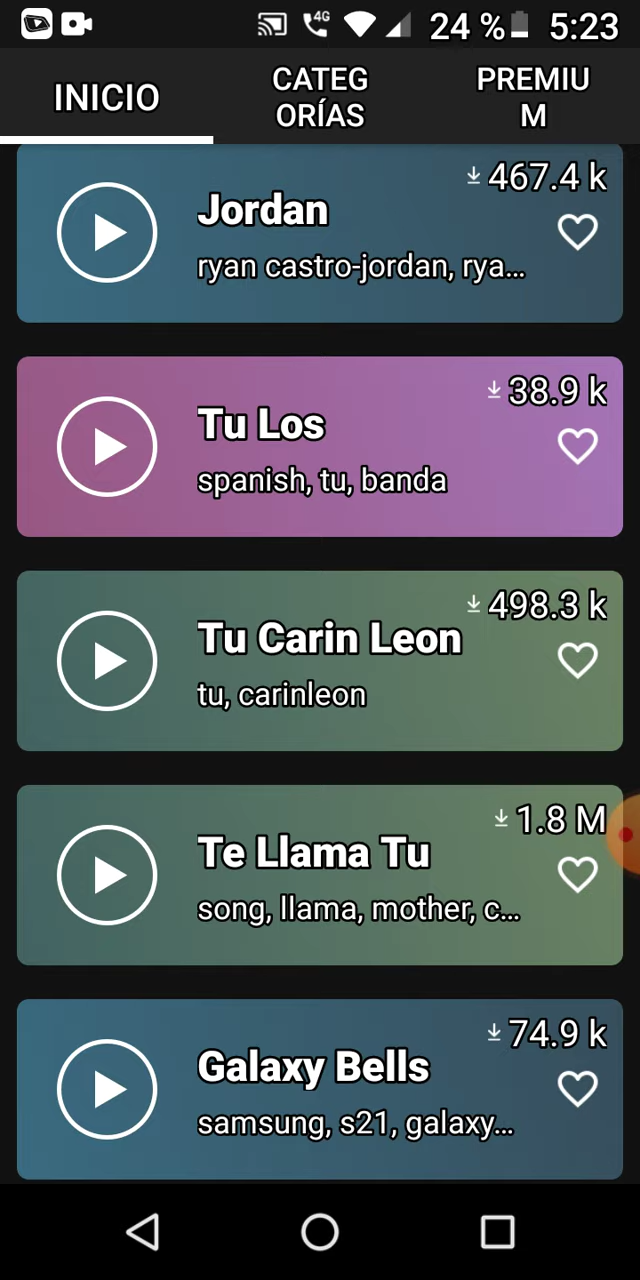 4G 24 % 5:23
INICIO
CATEG
ORÍAS
PREMIU
M
467.4 k
Jordan
ryan castro-jordan, rya...
38.9 k
Tu Los
spanish, tu, banda
498.3 k
Tu Carin Leon
tu, carinleon
1.8 M
Te Llama Tu
song, llama, mother, c...
74.9 k
Galaxy Bells
samsung, s21, galaxy...